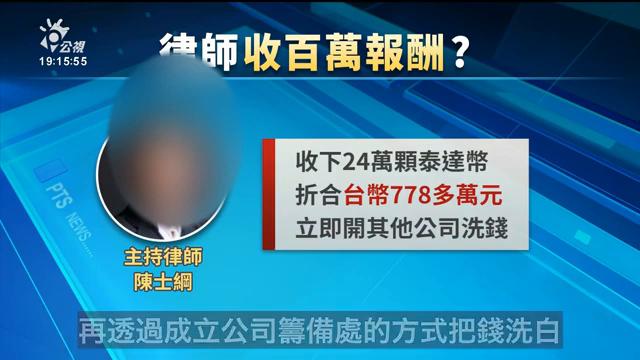 公視
19:15:55
律師收百萬報酬?
PTS NEWS
收下24萬顆泰達幣
折合台幣778多萬元
立即開其他公司洗錢
主持律師
陳士綱
再透過成立公司籌備處的方式把錢洗白